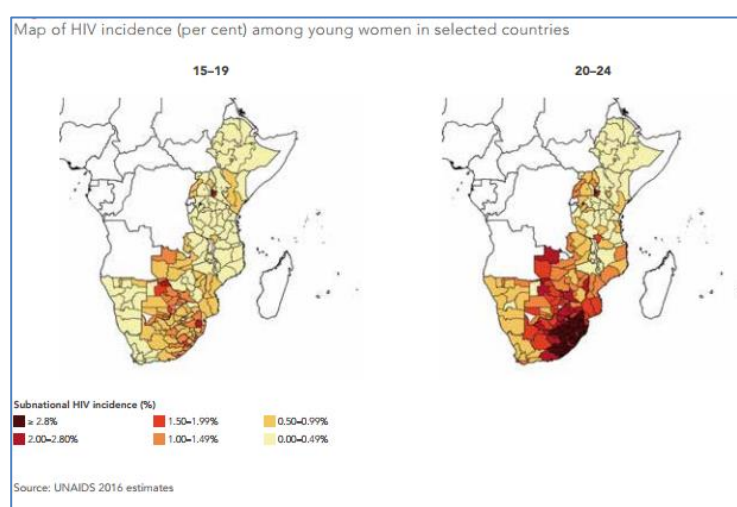 Map of HIV incidence (per cent) among young women in selected countries
15–19
20–24
Subnational HIV incidence (%)
≥ 2.8%
1.50–1.99%
0.50–0.99%
2.00–2.80%
1.00–1.49%
0.00–0.49%
Source: UNAIDS 2016 estimates